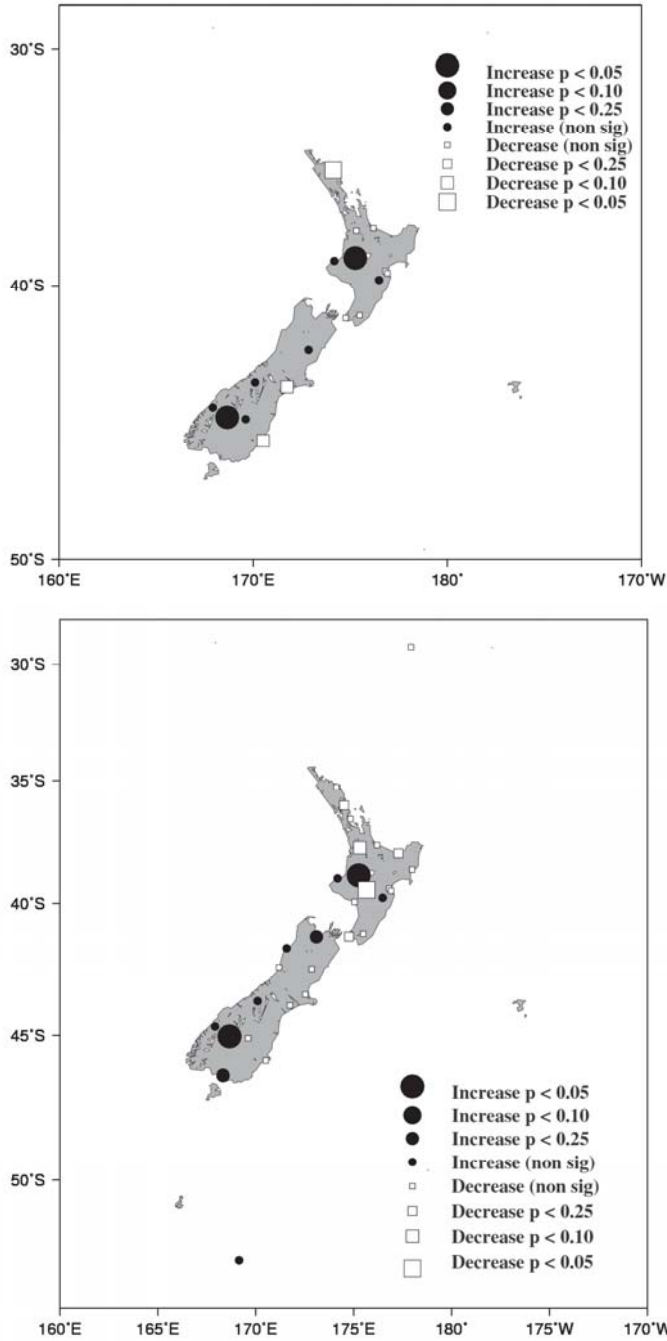 30°S
40°S
50°S
Increase p < 0.05
Increase p < 0.10
Increase p < 0.25
Increase (non sig)
Decrease (non sig)
Decrease p < 0.25
Decrease p < 0.10
Decrease p < 0.05
160°E
170°E
180°
170°W
30°S
35°S
40°S
45°S
50°S
Increase p < 0.05
Increase p < 0.10
Increase p < 0.25
Increase (non sig)
Decrease (non sig)
Decrease p < 0.25
Decrease p < 0.10
Decrease p < 0.05
160°E
165°E
170°E
175°E
180°
175°W
170°W